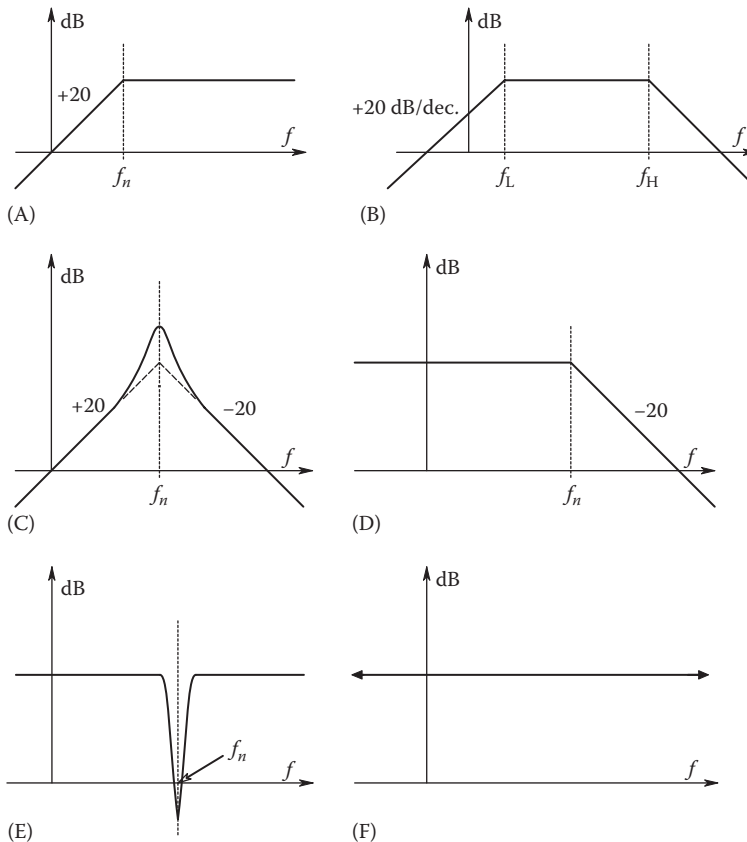 dB
+20
f
fn
(A)
dB
+20 dB/dec.
f
fL
fH
(B)
dB
+20
−20
f
fn
(C)
dB
−20
f
fn
(D)
dB
fn
f
(E)
dB
f
(F)